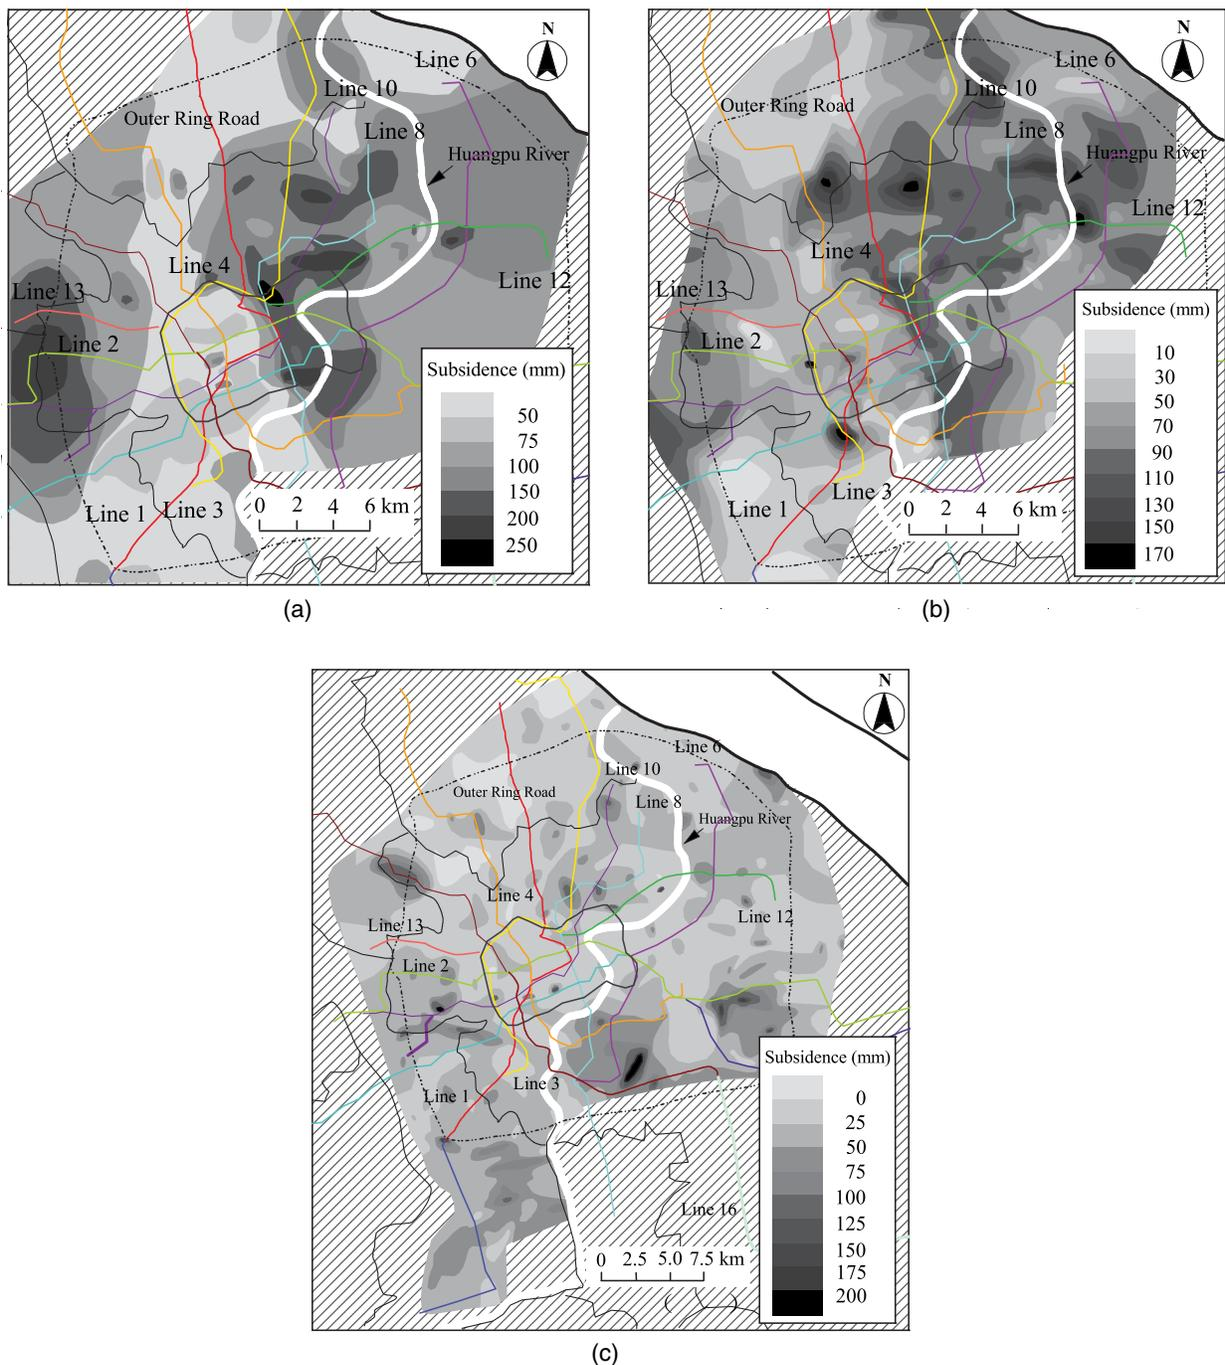 N
Line 6
Line 10
Outer Ring Road
Line 8
Huangpu River
Line 4
Line 12
Line 13
Line 2
Subsidence (mm)
50
75
100
150
200
250
Line 1
Line 3
0 2 4 6 km
(a)
N
Line 6
Line 10
Outer Ring Road
Line 8
Huangpu River
Line 12
Line 4
Line 13
Line 2
Subsidence (mm)
10
30
50
70
90
110
130
150
170
Line 3
Line 1
0 2 4 6 km
(b)
N
Line 6
Line 10
Outer Ring Road
Line 8
Huangpu River
Line 4
Line 12
Line 13
Line 2
Line 3
Line 1
Subsidence (mm)
0
25
50
75
100
125
150
175
200
Line 16
0 2.5 5.0 7.5 km
(c)